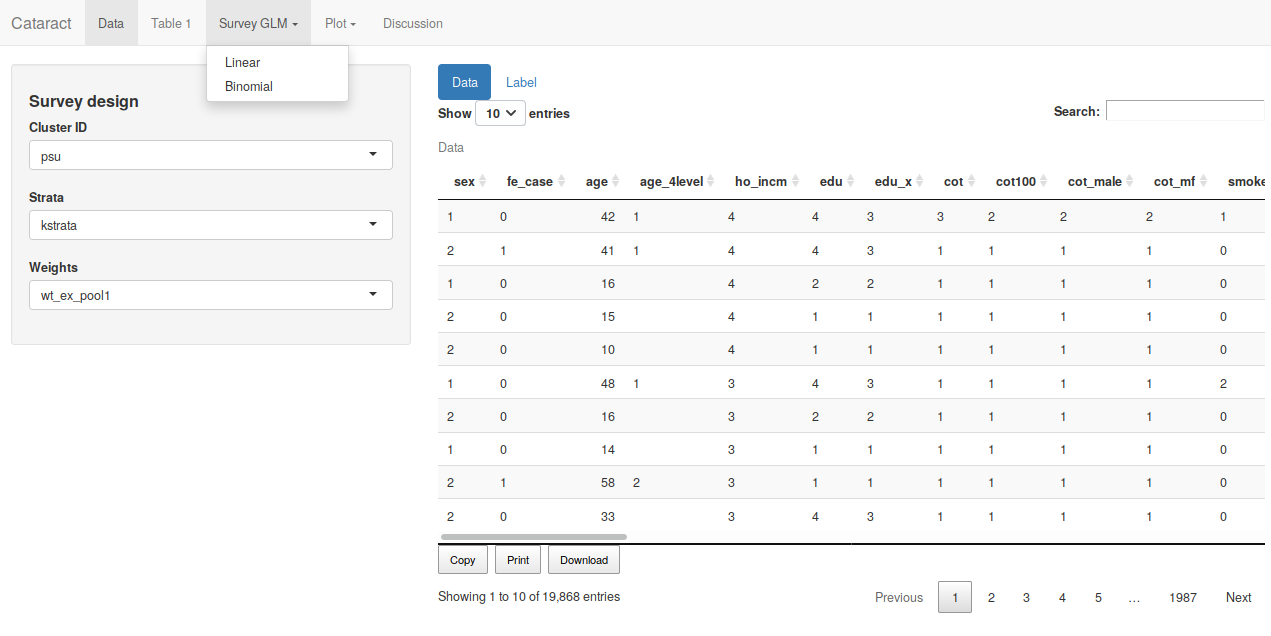 Cataract Data Table 1 Survey GLM Plot Discussion
Linear
Binomial
Survey design
Cluster ID
psu
Strata
kstrata
Weights
wt_ex_pool1
Data Label
Show 10 entries Search:
Data
sex fe_case age age_4level ho_incm edu edu_x cot cot100 cot_male cot_mf smoke
1 0 42 1 4 4 3 3 2 2 2 1
2 1 41 1 4 4 3 1 1 1 1 0
1 0 16 4 2 2 1 1 1 1 0
2 0 15 4 1 1 1 1 1 1 0
2 0 10 4 1 1 1 1 1 1 0
1 0 48 1 3 4 3 1 1 1 1 2
2 0 16 3 2 2 1 1 1 1 0
1 0 14 3 1 1 1 1 1 1 0
2 1 58 2 3 1 1 1 1 1 1 0
2 0 33 3 4 3 1 1 1 1 0
Copy Print Download
Showing 1 to 10 of 19,868 entries Previous 1 2 3 4 5 … 1987 Next